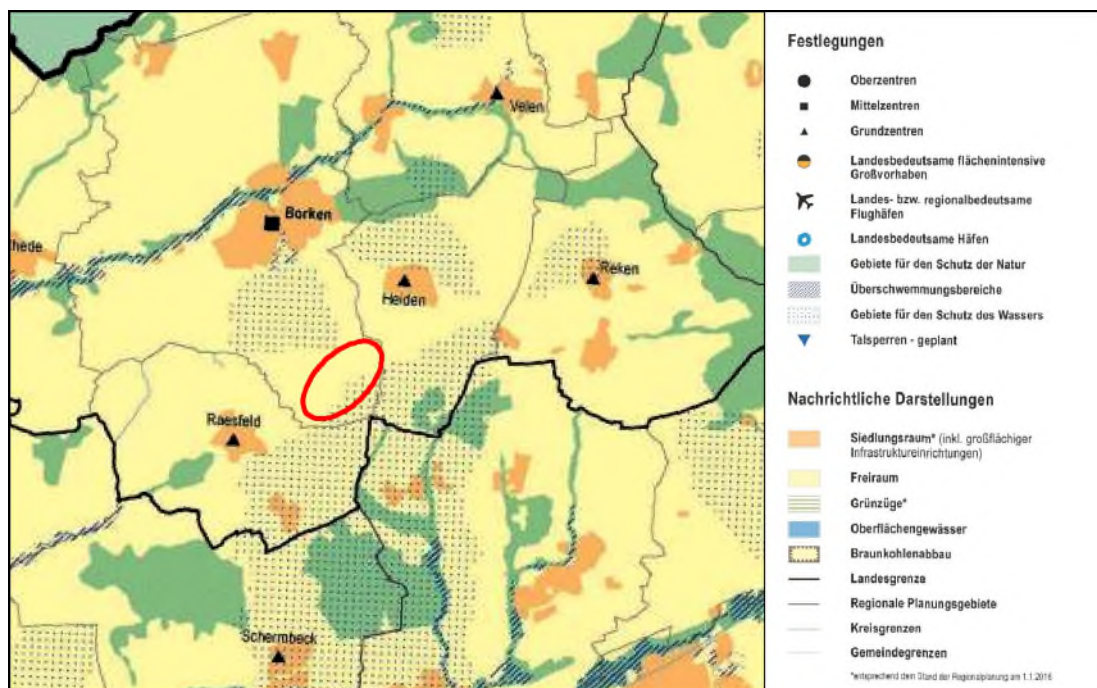 Velen
Borken
hede
Heiden
Reken
Raesfeld
Schermbeck
Festlegungen
Oberzentren
Mittelzentren
Grundzentren
Landesbedeutsame flächenintensive
Großvorhaben
Landes- bzw. regionalbedeutsame
Flughäfen
Landesbedeutsame Häfen
Gebiete für den Schutz der Natur
Überschwemmungsbereiche
Gebiete für den Schutz des Wassers
Talsperren - geplant
Nachrichtliche Darstellungen
Siedlungsraum* (inkl. großflächiger
Infrastruktureinrichtungen)
Freiraum
Grünzüge*
Oberflächengewässer
Braunkohlenabbau
Landesgrenze
Regionale Planungsgebiete
Kreisgrenzen
Gemeindegrenzen
*entsprechend dem Stand der Regionalplanung am 1.1.2016